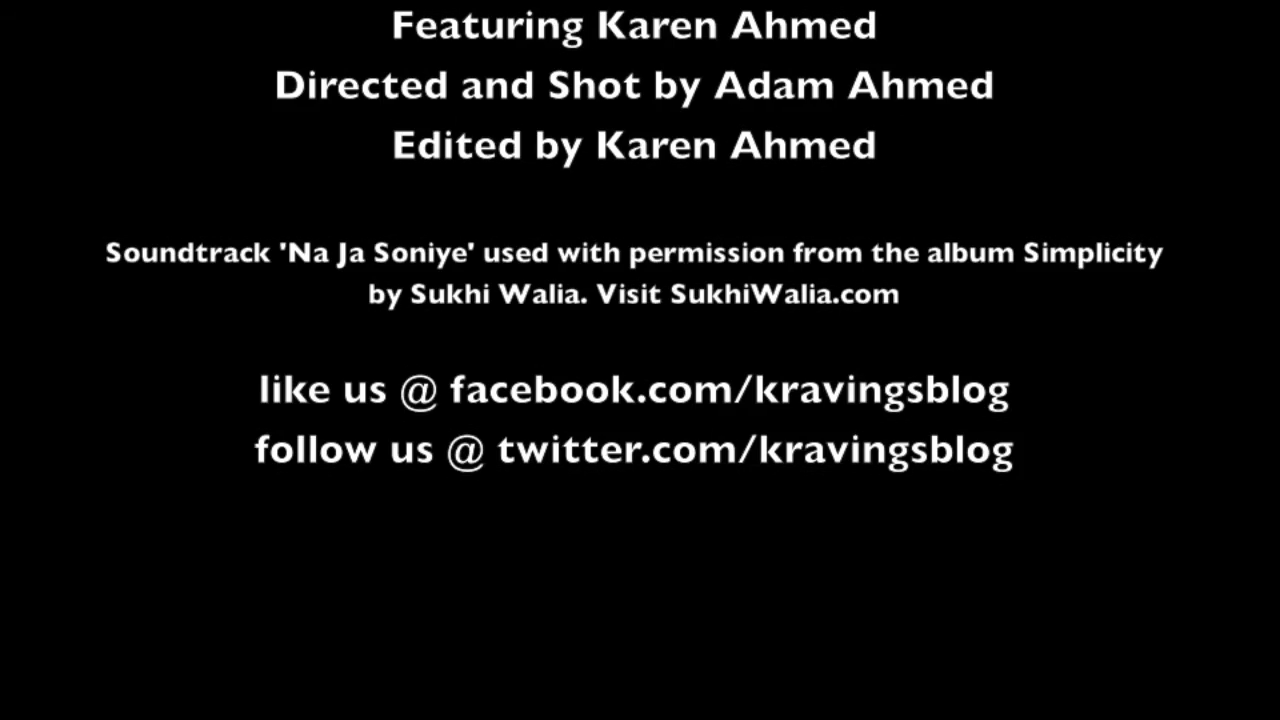 Featuring Karen Ahmed
Directed and Shot by Adam Ahmed
Edited by Karen Ahmed
Soundtrack 'Na Ja Soniye' used with permission from the album Simplicity
by Sukhi Walia. Visit SukhiWalia.com
like us @ facebook.com/kravingsblog
follow us @ twitter.com/kravingsblog